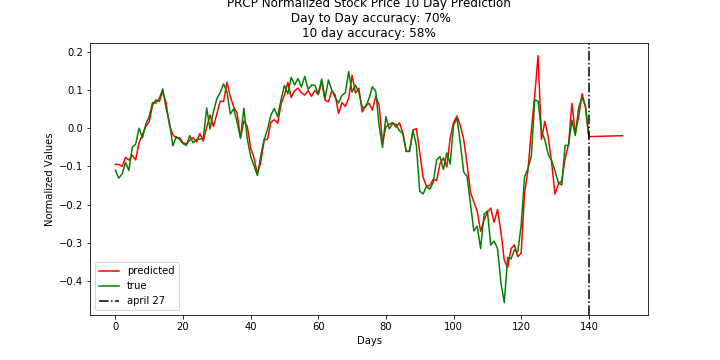 PRCP Normalized Stock Price 10 Day Prediction
Day to Day accuracy: 70%
10 day accuracy: 58%
0.2
0.1
0.0
−0.1
−0.2
−0.3
−0.4
Normalized Values
predicted
true
april 27
0
20
40
60
80
100
120
140
Days